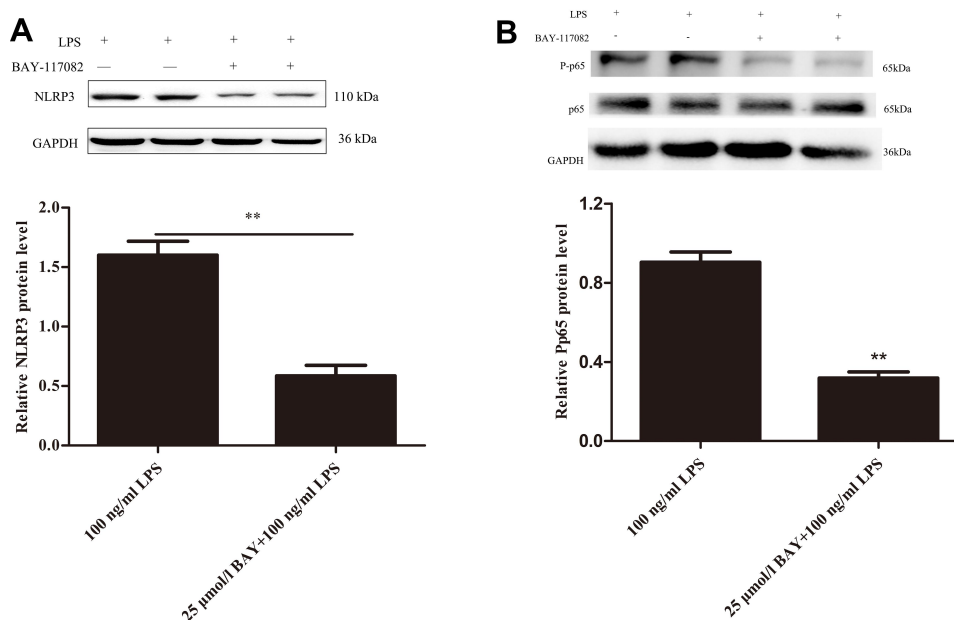 A
LPS + + + +
BAY-117082 — — + +
NLRP3 110 kDa
GAPDH 36 kDa
**
2.0
1.5
1.0
0.5
0.0
Relative NLRP3 protein level
100 ng/ml LPS
25 µmol/l BAY+100 ng/ml LPS
B
LPS + + + +
BAY-117082 - - + +
P-p65 65kDa
p65 65kDa
GAPDH 36kDa
1.2
0.8
0.4
0.0
**
Relative Pp65 protein level
100 ng/ml LPS
25 µmol/l BAY+100 ng/ml LPS